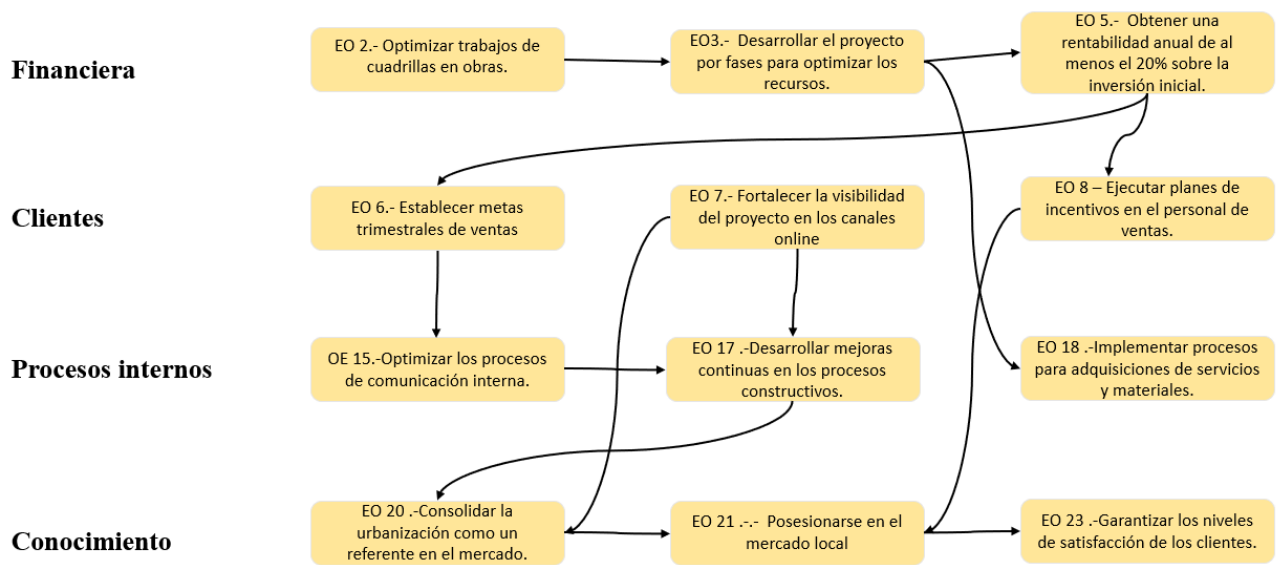 Financiera
EO 2.- Optimizar trabajos de
cuadrillas en obras.
EO3.- Desarrollar el proyecto
por fases para optimizar los
recursos.
EO 5.- Obtener una
rentabilidad anual de al
menos el 20% sobre la
inversión inicial.
Clientes
EO 6.- Establecer metas
trimestrales de ventas
EO 7.- Fortalecer la visibilidad
del proyecto en los canales
online
EO 8 – Ejecutar planes de
incentivos en el personal de
ventas.
Procesos internos
OE 15.-Optimizar los procesos
de comunicación interna.
EO 17 .-Desarrollar mejoras
continuas en los procesos
constructivos.
EO 18 .-Implementar procesos
para adquisiciones de servicios
y materiales.
Conocimiento
EO 20 .-Consolidar la
urbanización como un
referente en el mercado.
EO 21 .-.- Posesionarse en el
mercado local
EO 23 .-Garantizar los niveles
de satisfacción de los clientes.